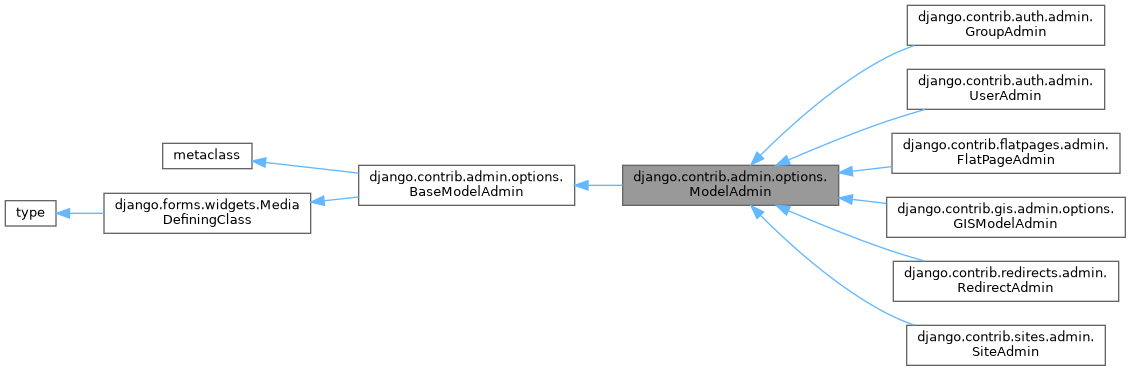 type
metaclass
django.forms.widgets.Media
DefiningClass
django.contrib.admin.options.
BaseModelAdmin
django.contrib.admin.options.
ModelAdmin
django.contrib.auth.admin.
GroupAdmin
django.contrib.auth.admin.
UserAdmin
django.contrib.flatpages.admin.
FlatPageAdmin
django.contrib.gis.admin.options.
GISModelAdmin
django.contrib.redirects.admin.
RedirectAdmin
django.contrib.sites.admin.
SiteAdmin